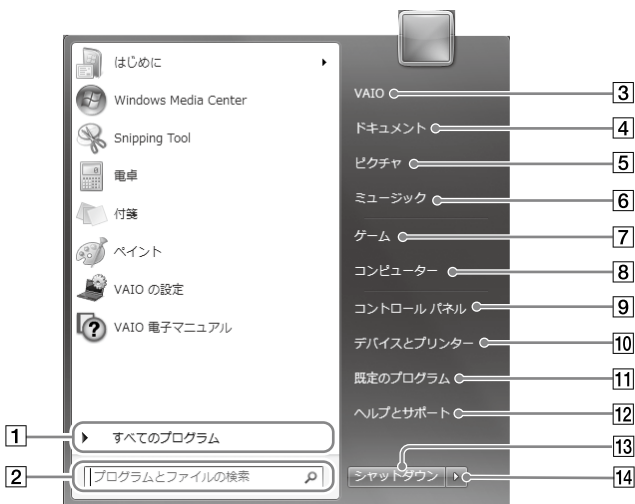 はじめに
Windows Media Center
Snipping Tool
電卓
付箋
ペイント
VAIO の設定
VAIO 電子マニュアル
1 すべてのプログラム
2 プログラムとファイルの検索
VAIO 3
ドキュメント 4
ピクチャ 5
ミュージック 6
ゲーム 7
コンピューター 8
コントロール パネル 9
デバイスとプリンター 10
既定のプログラム 11
ヘルプとサポート 12
13
シャットダウン 14